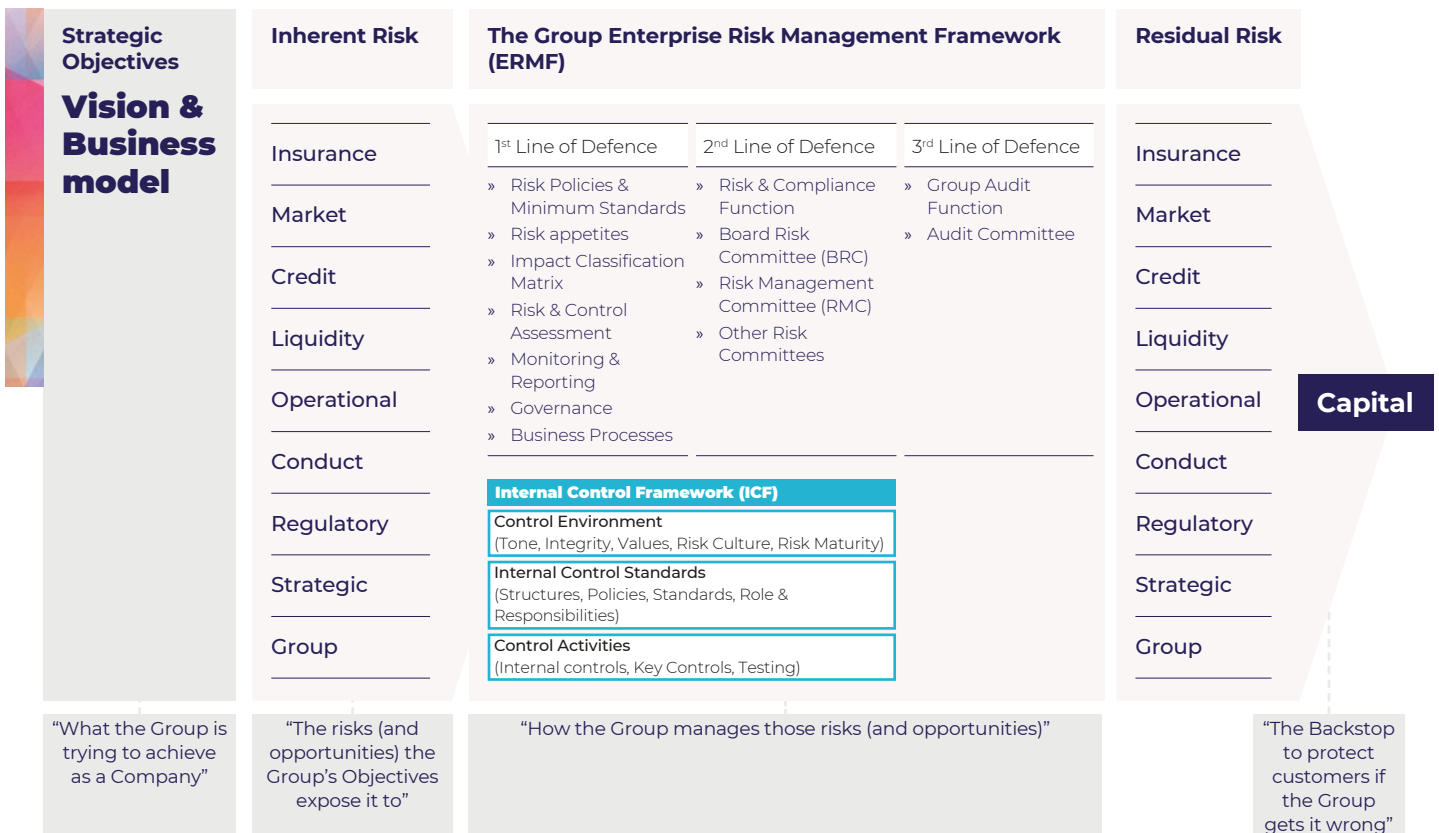 Strategic
Objectives
Vision &
Business
model
Inherent Risk
Insurance
Market
Credit
Liquidity
Operational
Conduct
Regulatory
Strategic
Group
The Group Enterprise Risk Management Framework
(ERMF)
1st Line of Defence
» Risk Policies &
Minimum Standards
» Risk appetites
» Impact Classification
Matrix
» Risk & Control
Assessment
» Monitoring &
Reporting
» Governance
» Business Processes
2nd Line of Defence
» Risk & Compliance
Function
» Board Risk
Committee (BRC)
» Risk Management
Committee (RMC)
» Other Risk
Committees
3rd Line of Defence
» Group Audit
Function
» Audit Committee
Internal Control Framework (ICF)
Control Environment
(Tone, Integrity, Values, Risk Culture, Risk Maturity)
Internal Control Standards
(Structures, Policies, Standards, Role &
Responsibilities)
Control Activities
(Internal controls, Key Controls, Testing)
Residual Risk
Insurance
Market
Credit
Liquidity
Operational
Conduct
Regulatory
Strategic
Group
Capital
“What the Group is
trying to achieve
as a Company”
“The risks (and
opportunities) the
Group’s Objectives
expose it to”
“How the Group manages those risks (and opportunities)”
“The Backstop
to protect
customers if
the Group
gets it wrong”